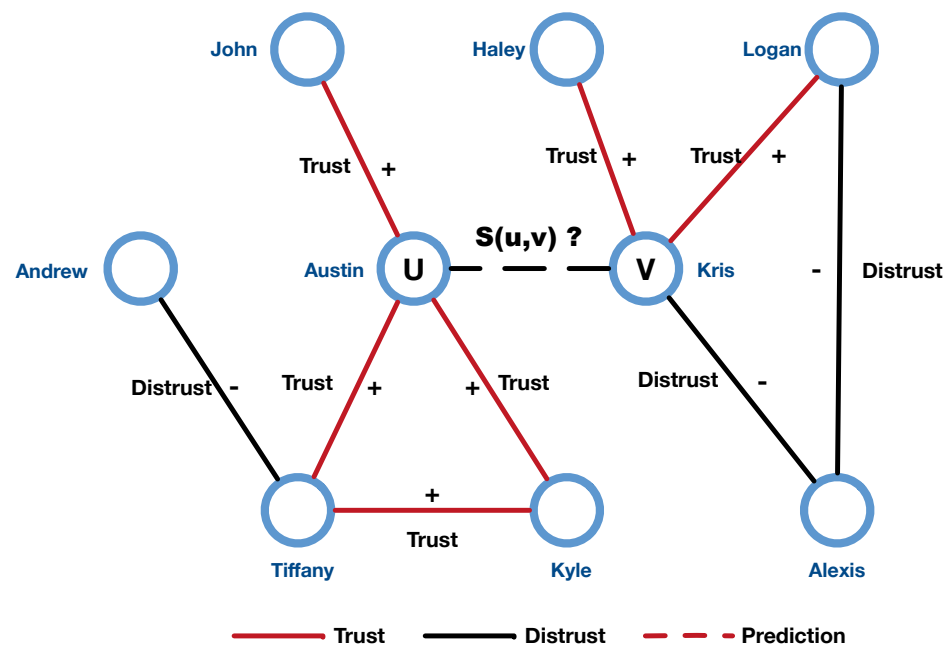 John
Haley
Logan
Trust +
Trust +
Trust +
S(u,v) ?
Andrew
Austin
U
V
Kris
-
Distrust
Distrust -
Trust +
+ Trust
Distrust -
+
Trust
Tiffany
Kyle
Alexis
Trust
Distrust
Prediction